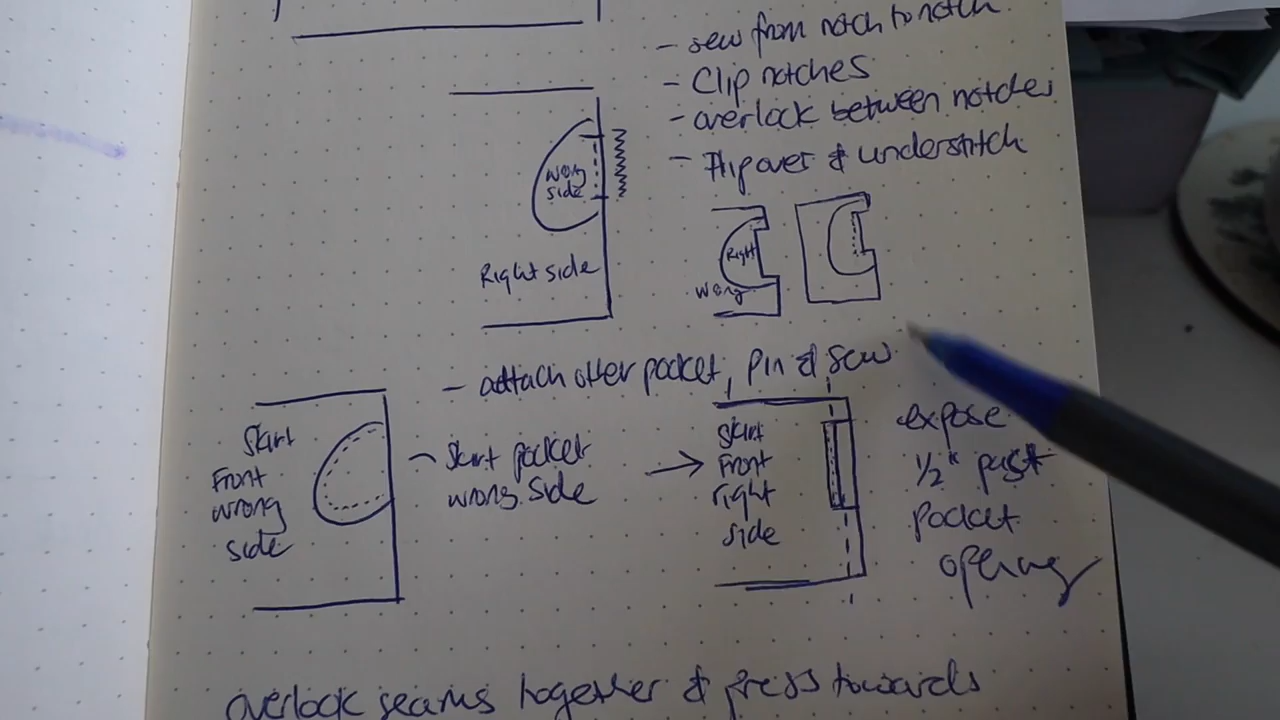 - sew from notch to notch
- Clip notches
- overlock between notches
- Flip over & understitch
wrong
side
Right side
Right
wrong
- attach other pocket, pin & sew
Skirt
Front
wrong
side
- Skirt pocket
wrong side
Skirt
Front
right
side
expose
1/2" past
pocket
opening
overlock seams together & press towards